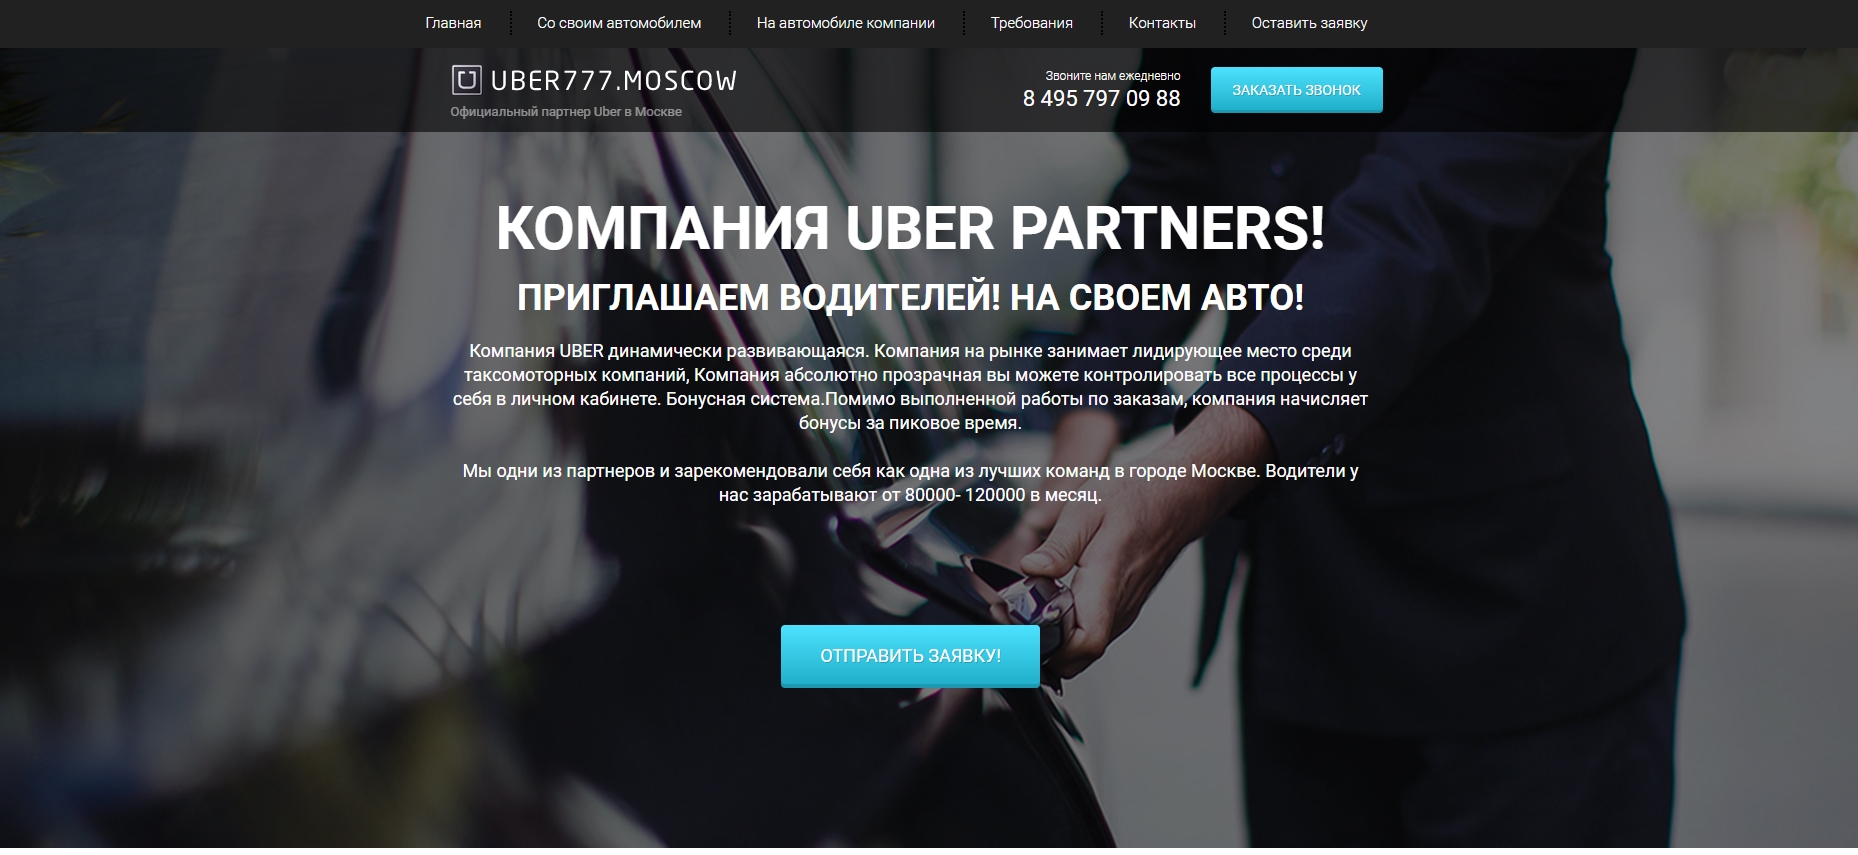 Главная
Со своим автомобилем
На автомобиле компании
Требования
Контакты
Оставить заявку
UBER777.MOSCOW
Официальный партнер Uber в Москве
Звоните нам ежедневно
8 495 797 09 88
ЗАКАЗАТЬ ЗВОНОК
КОМПАНИЯ UBER PARTNERS!
ПРИГЛАШАЕМ ВОДИТЕЛЕЙ! НА СВОЕМ АВТО!
Компания UBER динамически развивающаяся. Компания на рынке занимает лидирующее место среди
таксомоторных компаний, Компания абсолютно прозрачная вы можете контролировать все процессы у
себя в личном кабинете. Бонусная система.Помимо выполненной работы по заказам, компания начисляет
бонусы за пиковое время.
Мы одни из партнеров и зарекомендовали себя как одна из лучших команд в городе Москве. Водители у
нас зарабатывают от 80000- 120000 в месяц.
ОТПРАВИТЬ ЗАЯВКУ!